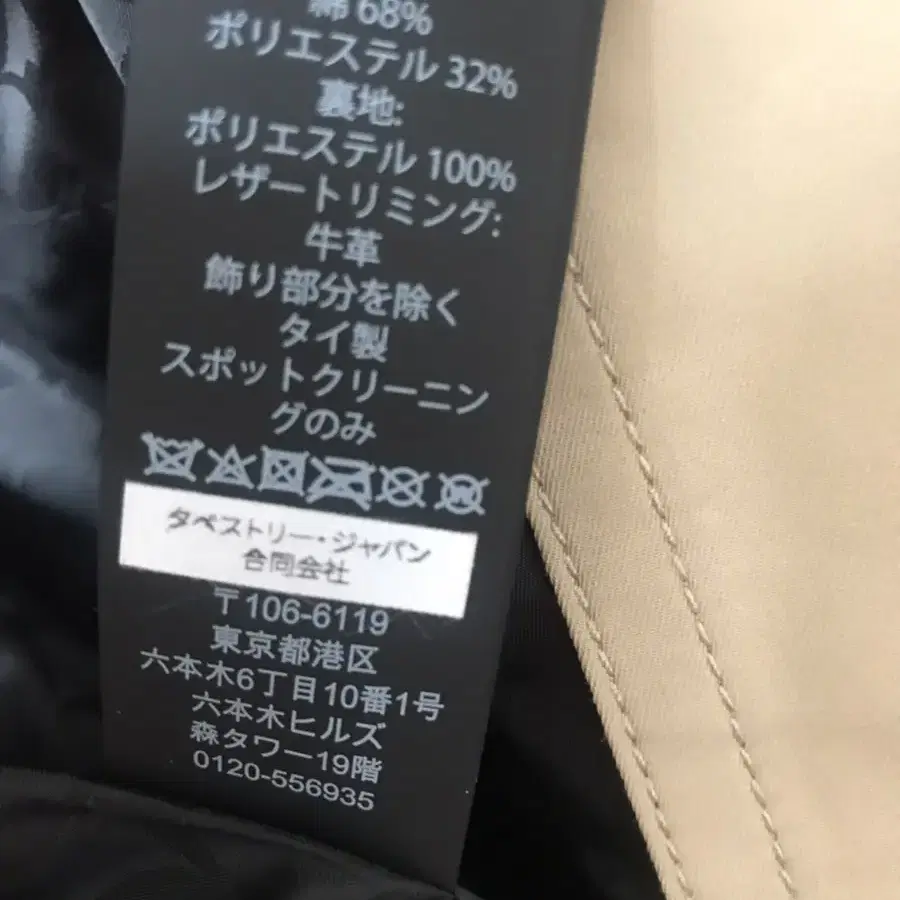 綿 68%
ポリエステル 32%
裏地:
ポリエステル 100%
レザートリミング:
牛革
飾り部分を除く
タイ製
スポットクリーニン
グのみ
タペストリー・ジャパン
合同会社
〒106-6119
東京都港区
六本木6丁目10番1号
六本木ヒルズ
森タワー19階
0120-556935